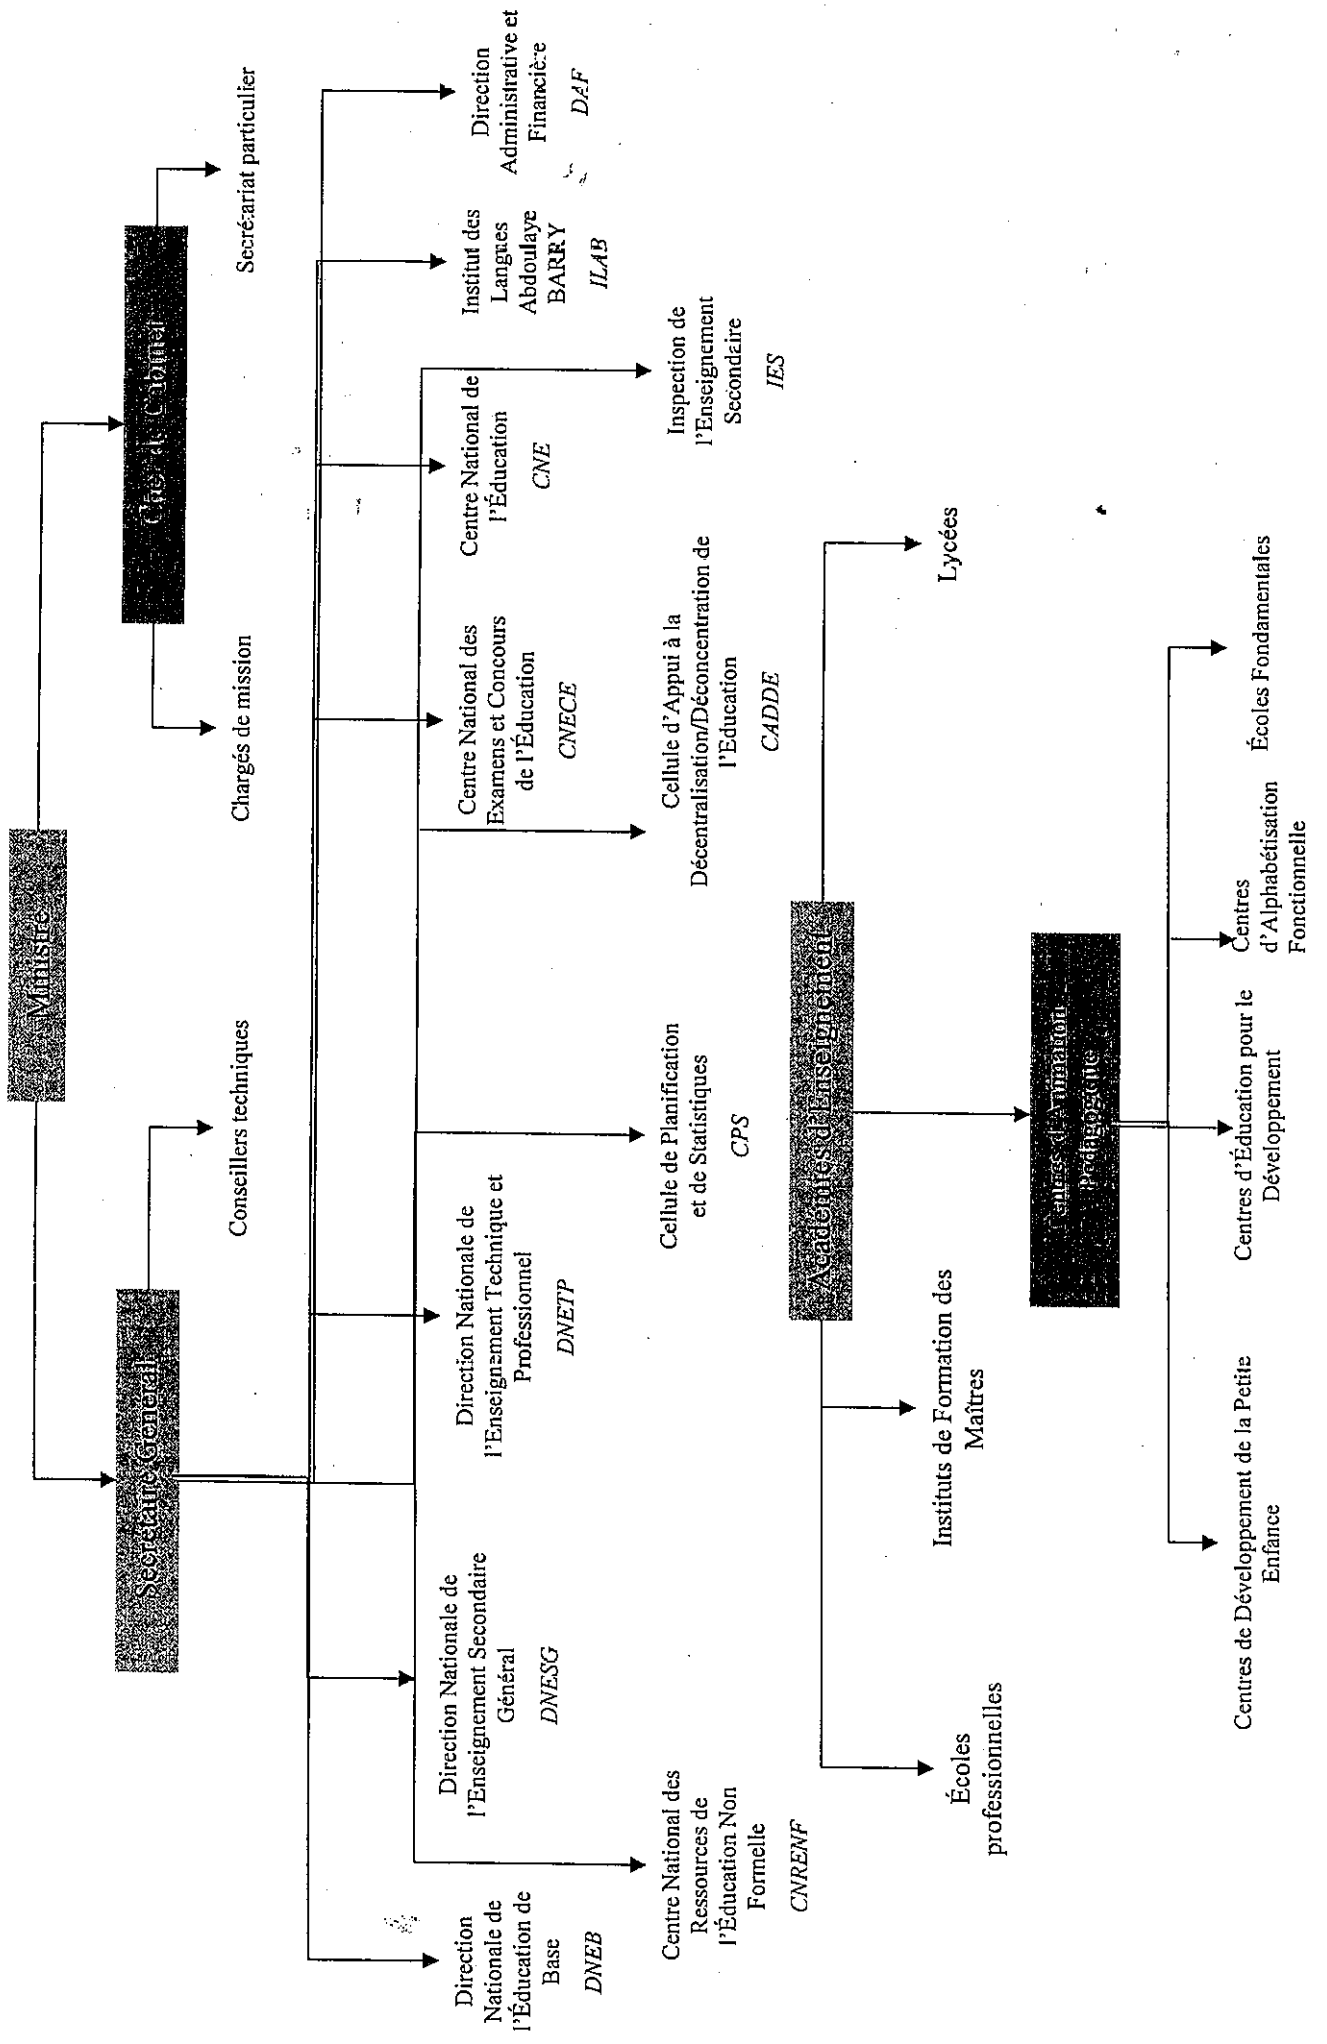 Ministre
Secrétaire Général
Chef de Cabinet
Conseillers techniques
Chargés de mission
Secrétariat particulier
Direction
Nationale de
l'Éducation de
Base
DNEB
Direction Nationale de
l'Enseignement Secondaire
Général
DNESG
Direction Nationale de
l'Enseignement Technique et
Professionnel
DNETP
Centre National des
Examens et Concours
de l'Éducation
CNECE
Centre National de
l'Éducation
CNE
Institut des
Langues
Abdoulaye
BARRY
ILAB
Direction
Administrative et
Financière
DAF
Centre National des
Ressources de
l'Éducation Non
Formelle
CNRENF
Cellule de Planification
et de Statistiques
CPS
Cellule d'Appui à la
Décentralisation/Déconcentration de
l'Education
CADDE
Inspection de
l'Enseignement
Secondaire
IES
Académies d'Enseignement
Écoles
professionnelles
Instituts de Formation des
Maîtres
Lycées
Centres d'Animation
Pédagogique
Centres de Développement de la Petite
Enfance
Centres d'Éducation pour le
Développement
Centres
d'Alphabétisation
Fonctionnelle
Écoles Fondamentales